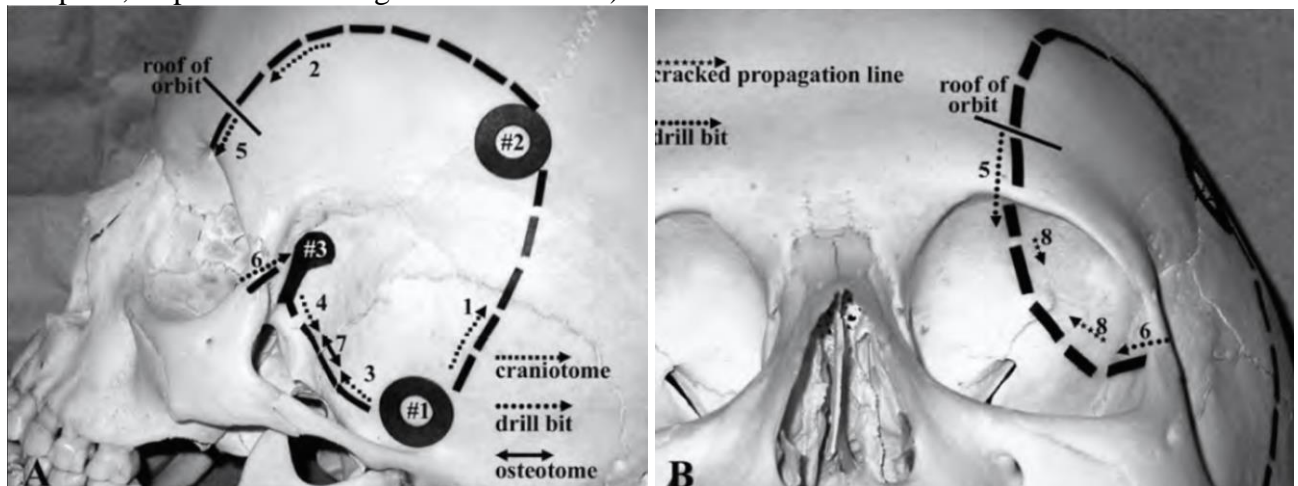 2
roof of
orbit
5
#2
6
#3
4
1
7
3
#1
craniotome
drill bit
osteotome
A
cracked propagation line
drill bit
roof of
orbit
5
8
8
6
B